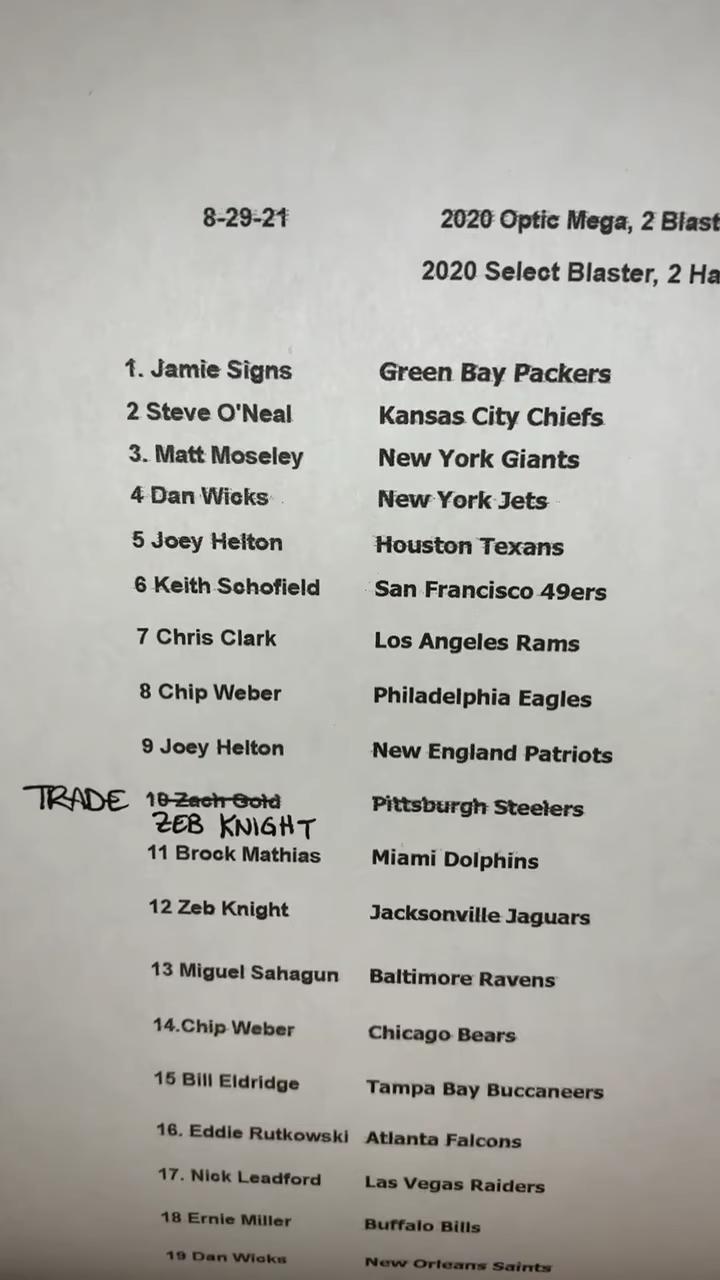 8-29-21 2020 Optic Mega, 2 Blast
2020 Select Blaster, 2 Ha
1. Jamie Signs Green Bay Packers
2 Steve O'Neal Kansas City Chiefs
3. Matt Moseley New York Giants
4 Dan Wicks New York Jets
5 Joey Helton Houston Texans
6 Keith Schofield San Francisco 49ers
7 Chris Clark Los Angeles Rams
8 Chip Weber Philadelphia Eagles
9 Joey Helton New England Patriots
TRADE 10 Zach Gold Pittsburgh Steelers
ZEB KNIGHT
11 Brock Mathias Miami Dolphins
12 Zeb Knight Jacksonville Jaguars
13 Miguel Sahagun Baltimore Ravens
14.Chip Weber Chicago Bears
15 Bill Eldridge Tampa Bay Buccaneers
16. Eddie Rutkowski Atlanta Falcons
17. Nick Leadford Las Vegas Raiders
18 Ernie Miller Buffalo Bills
19 Dan Wicks New Orleans Saints